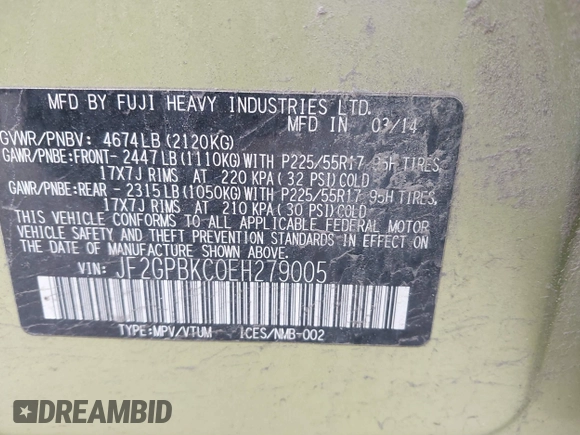 MFD BY FUJI HEAVY INDUSTRIES LTD.
MFD IN 03/14
GVWR/PNBV: 4674LB (2120KG)
GAWR/PNBE:FRONT- 2447LB(1110KG)WITH P225/55R17 95H TIRES,
17X7J RIMS AT 220 KPA( 32 PSI)COLD
GAWR/PNBE:REAR - 2315LB(1050KG)WITH P225/55R17 95H TIRES,
17X7J RIMS AT 210 KPA( 30 PSI)COLD
THIS VEHICLE CONFORMS TO ALL APPLICABLE FEDERAL MOTOR
VEHICLE SAFETY AND THEFT PREVENTION STANDARDS IN
EFFECT ON THE DATE OF MANUFACTURE SHOWN ABOVE.
VIN: JF2GPBKC0EH279005
TYPE:MPV/VTUM ICES/NMB-002
DREAMBID